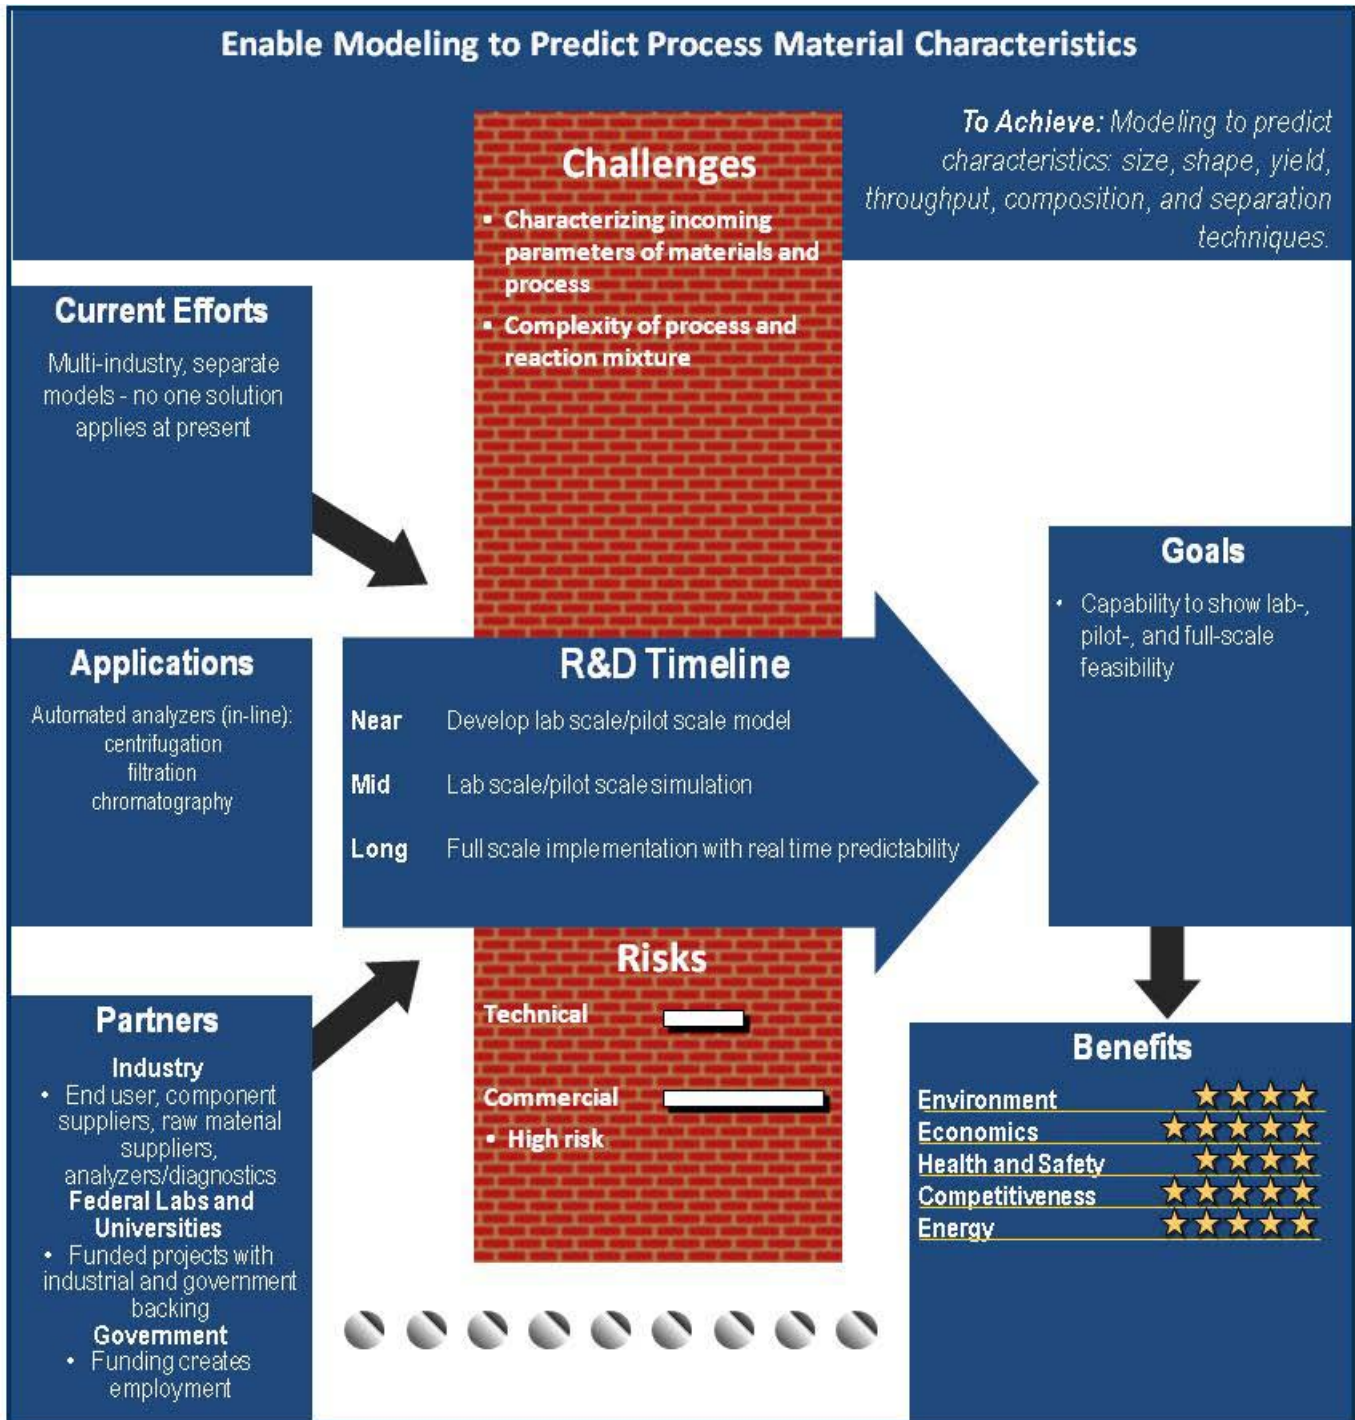 Enable Modeling to Predict Process Material Characteristics
To Achieve: Modeling to predict
characteristics: size, shape, yield,
throughput, composition, and separation
techniques.
Challenges
▪ Characterizing incoming
parameters of materials and
process
▪ Complexity of process and
reaction mixture
Current Efforts
Multi-industry, separate
models - no one solution
applies at present
Applications
Automated analyzers (in-line):
centrifugation
filtration
chromatography
Partners
Industry
• End user, component
suppliers, raw material
suppliers,
analyzers/diagnostics
Federal Labs and
Universities
• Funded projects with
industrial and government
backing
Government
• Funding creates
employment
R&D Timeline
Near Develop lab scale/pilot scale model
Mid Lab scale/pilot scale simulation
Long Full scale implementation with real time predictability
Risks
Technical
Commercial
▪ High risk
Goals
• Capability to show lab-,
pilot-, and full-scale
feasibility
Benefits
Environment
Economics
Health and Safety
Competitiveness
Energy